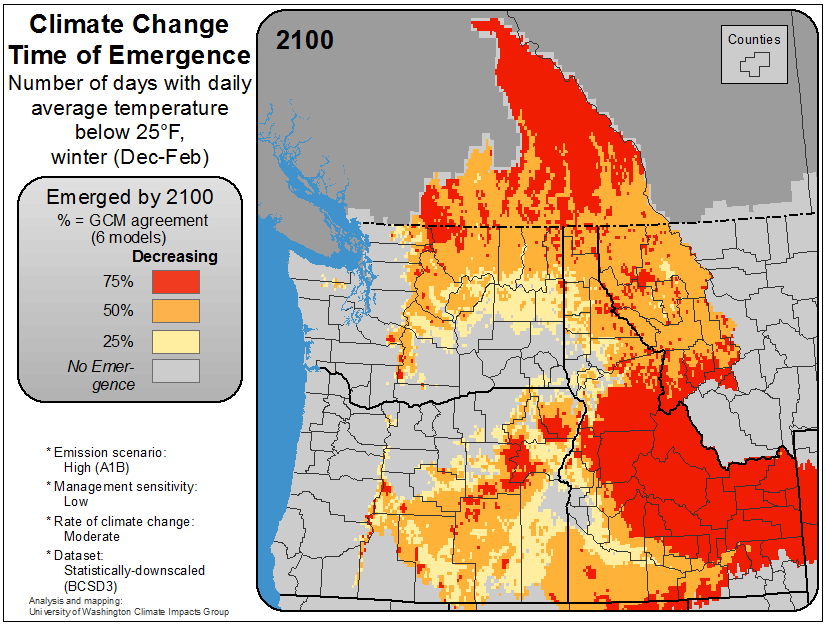 Climate Change
Time of Emergence
Number of days with daily
average temperature
below 25°F,
winter (Dec-Feb)
Emerged by 2100
% = GCM agreement
(6 models)
Decreasing
75%
50%
25%
No Emer-
gence
* Emission scenario:
High (A1B)
* Management sensitivity:
Low
* Rate of climate change:
Moderate
* Dataset:
Statistically-downscaled
(BCSD3)
Analysis and mapping:
University of Washington Climate Impacts Group
2100
Counties